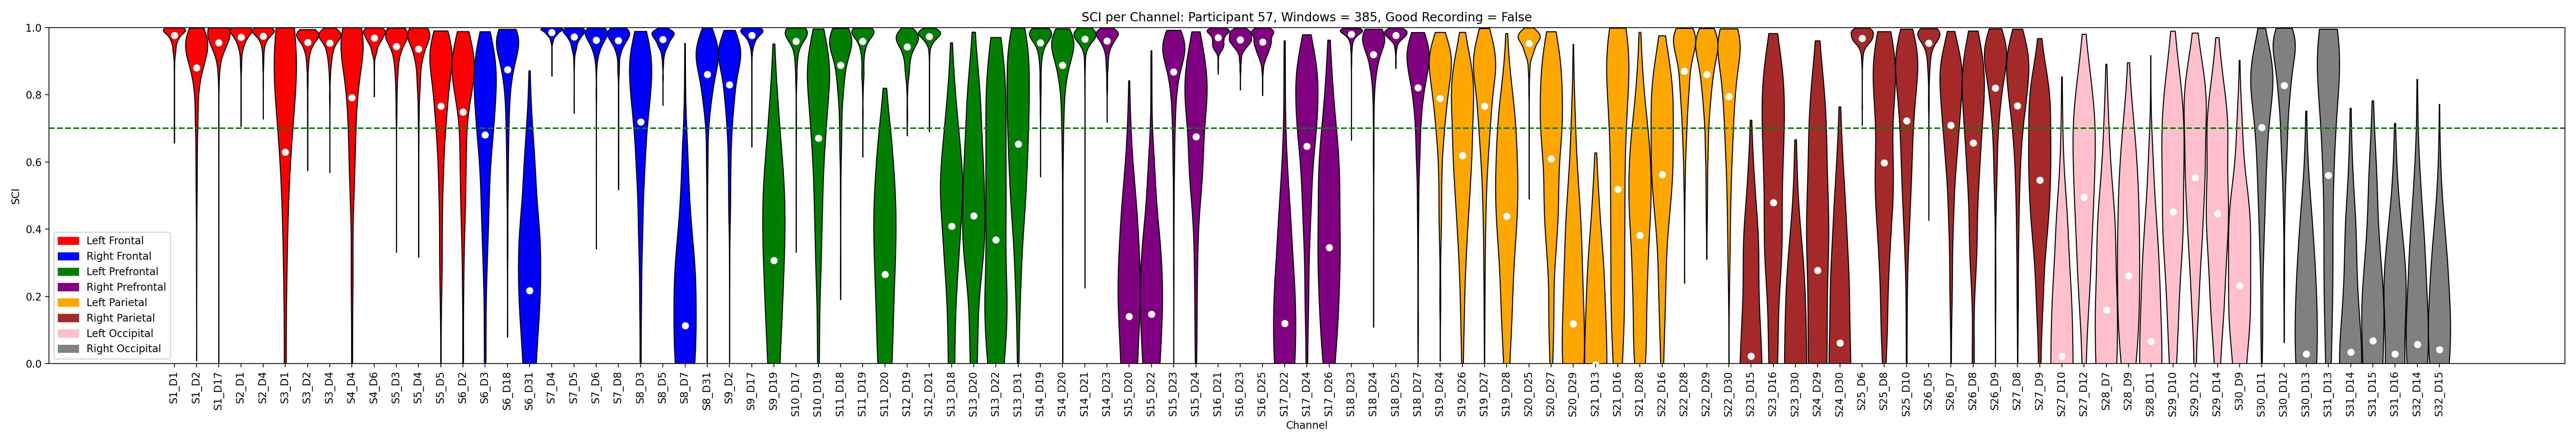 SCI per Channel: Participant 57, Windows = 385, Good Recording = False
SCI
1.0
0.8
0.6
0.4
0.2
0.0
Left Frontal
Right Frontal
Left Prefrontal
Right Prefrontal
Left Parietal
Right Parietal
Left Occipital
Right Occipital
S1_D1
S1_D2
S1_D17
S2_D1
S2_D4
S3_D1
S3_D2
S3_D4
S4_D4
S4_D6
S5_D3
S5_D4
S5_D5
S6_D2
S6_D3
S6_D18
S6_D31
S7_D4
S7_D5
S7_D6
S7_D8
S8_D3
S8_D5
S8_D7
S8_D31
S9_D2
S9_D17
S9_D19
S10_D17
S10_D19
S11_D18
S11_D19
S11_D20
S12_D19
S12_D21
S13_D18
S13_D20
S13_D22
S13_D31
S14_D19
S14_D20
S14_D21
S14_D23
S15_D20
S15_D22
S15_D23
S15_D24
S16_D21
S16_D23
S16_D25
S17_D22
S17_D24
S17_D26
S18_D23
S18_D24
S18_D25
S18_D27
S19_D24
S19_D26
S19_D27
S19_D28
S20_D25
S20_D27
S20_D29
S21_D13
S21_D16
S21_D28
S22_D16
S22_D28
S22_D29
S22_D30
S23_D15
S23_D16
S23_D30
S24_D29
S24_D30
S25_D6
S25_D8
S25_D10
S26_D5
S26_D7
S26_D8
S26_D9
S27_D8
S27_D9
S27_D10
S27_D12
S28_D7
S28_D9
S28_D11
S29_D10
S29_D12
S29_D14
S30_D9
S30_D11
S30_D12
S30_D13
S31_D13
S31_D14
S31_D15
S31_D16
S32_D14
S32_D15
Channel